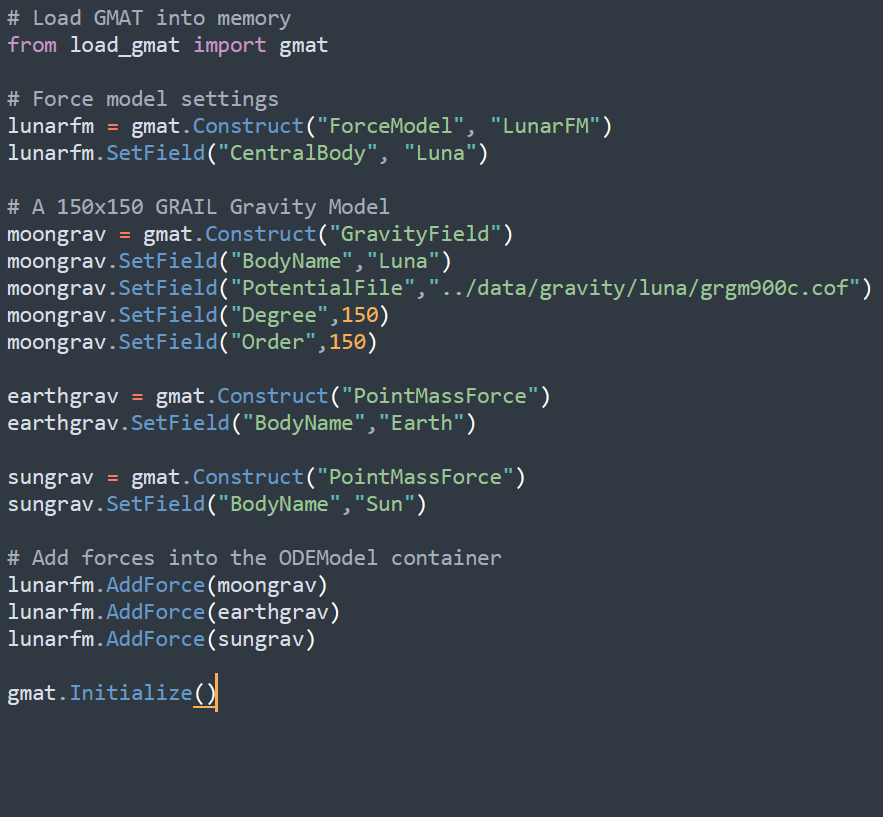 # Load GMAT into memory
from load_gmat import gmat
# Force model settings
lunarfm = gmat.Construct("ForceModel", "LunarFM")
lunarfm.SetField("CentralBody", "Luna")
# A 150x150 GRAIL Gravity Model
moongrav = gmat.Construct("GravityField")
moongrav.SetField("BodyName","Luna")
moongrav.SetField("PotentialFile","../data/gravity/luna/grgm900c.cof")
moongrav.SetField("Degree",150)
moongrav.SetField("Order",150)
earthgrav = gmat.Construct("PointMassForce")
earthgrav.SetField("BodyName","Earth")
sungrav = gmat.Construct("PointMassForce")
sungrav.SetField("BodyName","Sun")
# Add forces into the ODEModel container
lunarfm.AddForce(moongrav)
lunarfm.AddForce(earthgrav)
lunarfm.AddForce(sungrav)
gmat.Initialize()